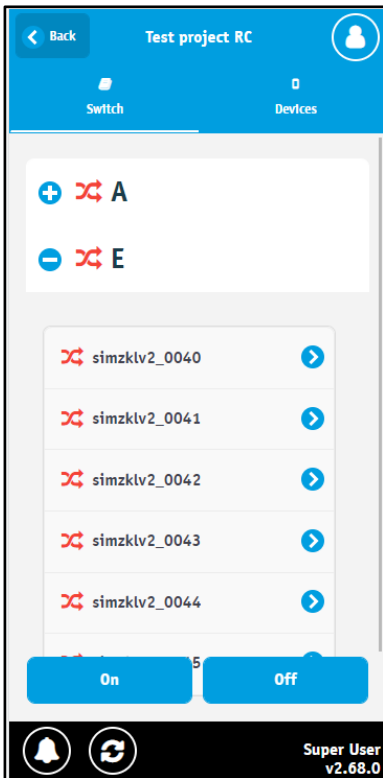 Back
Test project RC
Switch
Devices
A
E
simzklv2_0040
simzklv2_0041
simzklv2_0042
simzklv2_0043
simzklv2_0044
On
Off
Super User
v2.68.0